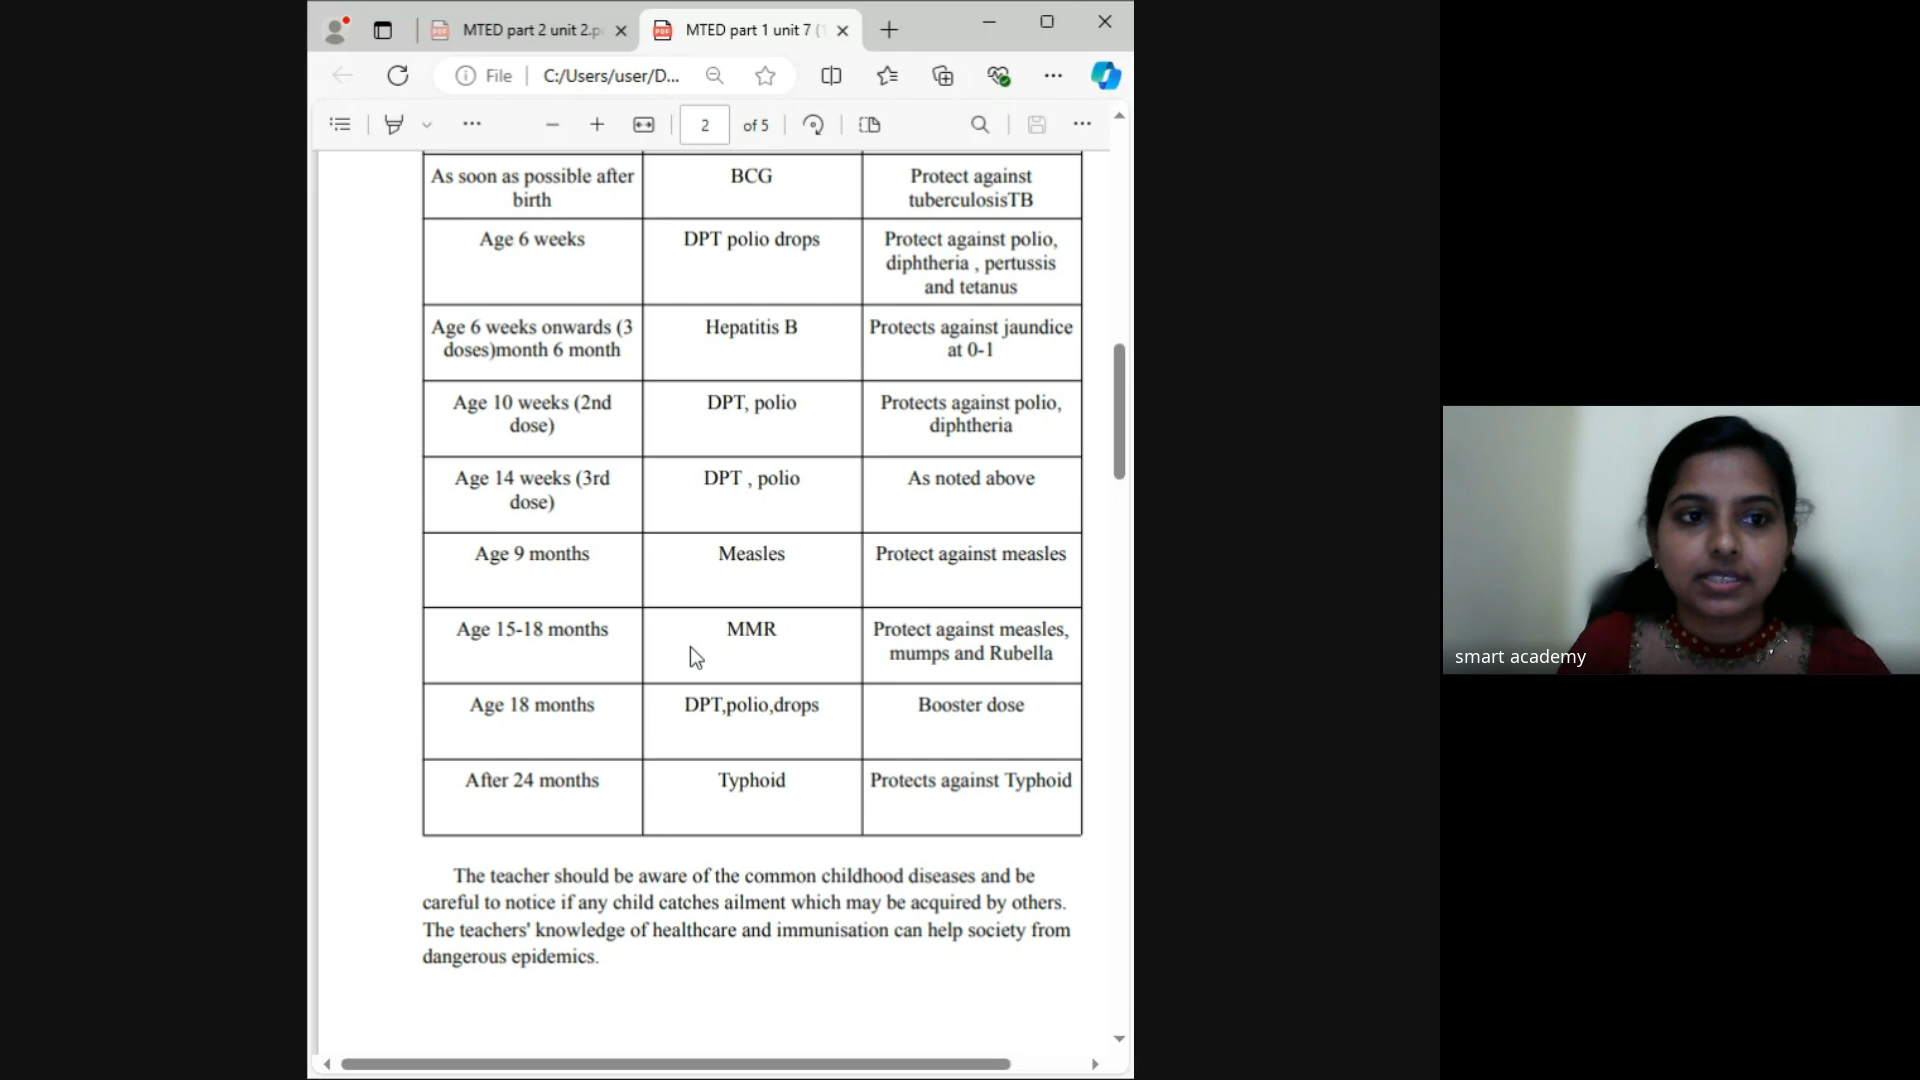 MTED part 2 unit 2.p
MTED part 1 unit 7 (1
File
C:/Users/user/D...
2 of 5
As soon as possible after
birth
BCG
Protect against
tuberculosisTB
Age 6 weeks
DPT polio drops
Protect against polio,
diphtheria , pertussis
and tetanus
Age 6 weeks onwards (3
doses)month 6 month
Hepatitis B
Protects against jaundice
at 0-1
Age 10 weeks (2nd
dose)
DPT, polio
Protects against polio,
diphtheria
Age 14 weeks (3rd
dose)
DPT , polio
As noted above
Age 9 months
Measles
Protect against measles
Age 15-18 months
MMR
Protect against measles,
mumps and Rubella
Age 18 months
DPT,polio,drops
Booster dose
After 24 months
Typhoid
Protects against Typhoid
The teacher should be aware of the common childhood diseases and be
careful to notice if any child catches ailment which may be acquired by others.
The teachers' knowledge of healthcare and immunisation can help society from
dangerous epidemics.
smart academy